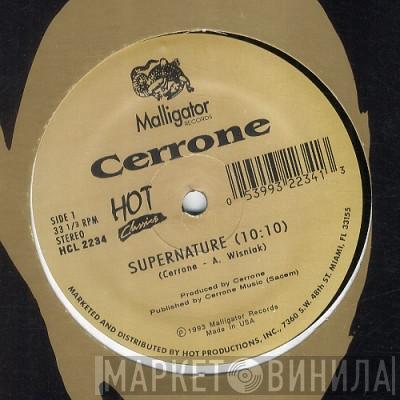 Malligator
RECORDS
Cerrone
SIDE 1
33 1/3 RPM
STEREO
HCL 2234
HOT
Classics
0 53993 22341 3
SUPERNATURE (10:10)
(Cerrone - A. Wisniak)
Produced by Cerrone
Published by Cerrone Music (Sacem)
℗ © 1993 Malligator Records
Made in USA
MARKETED AND DISTRIBUTED BY HOT PRODUCTIONS, INC., 7360 S.W. 48th ST. MIAMI, FL 33155
МАРКЕТ ВИНИЛА